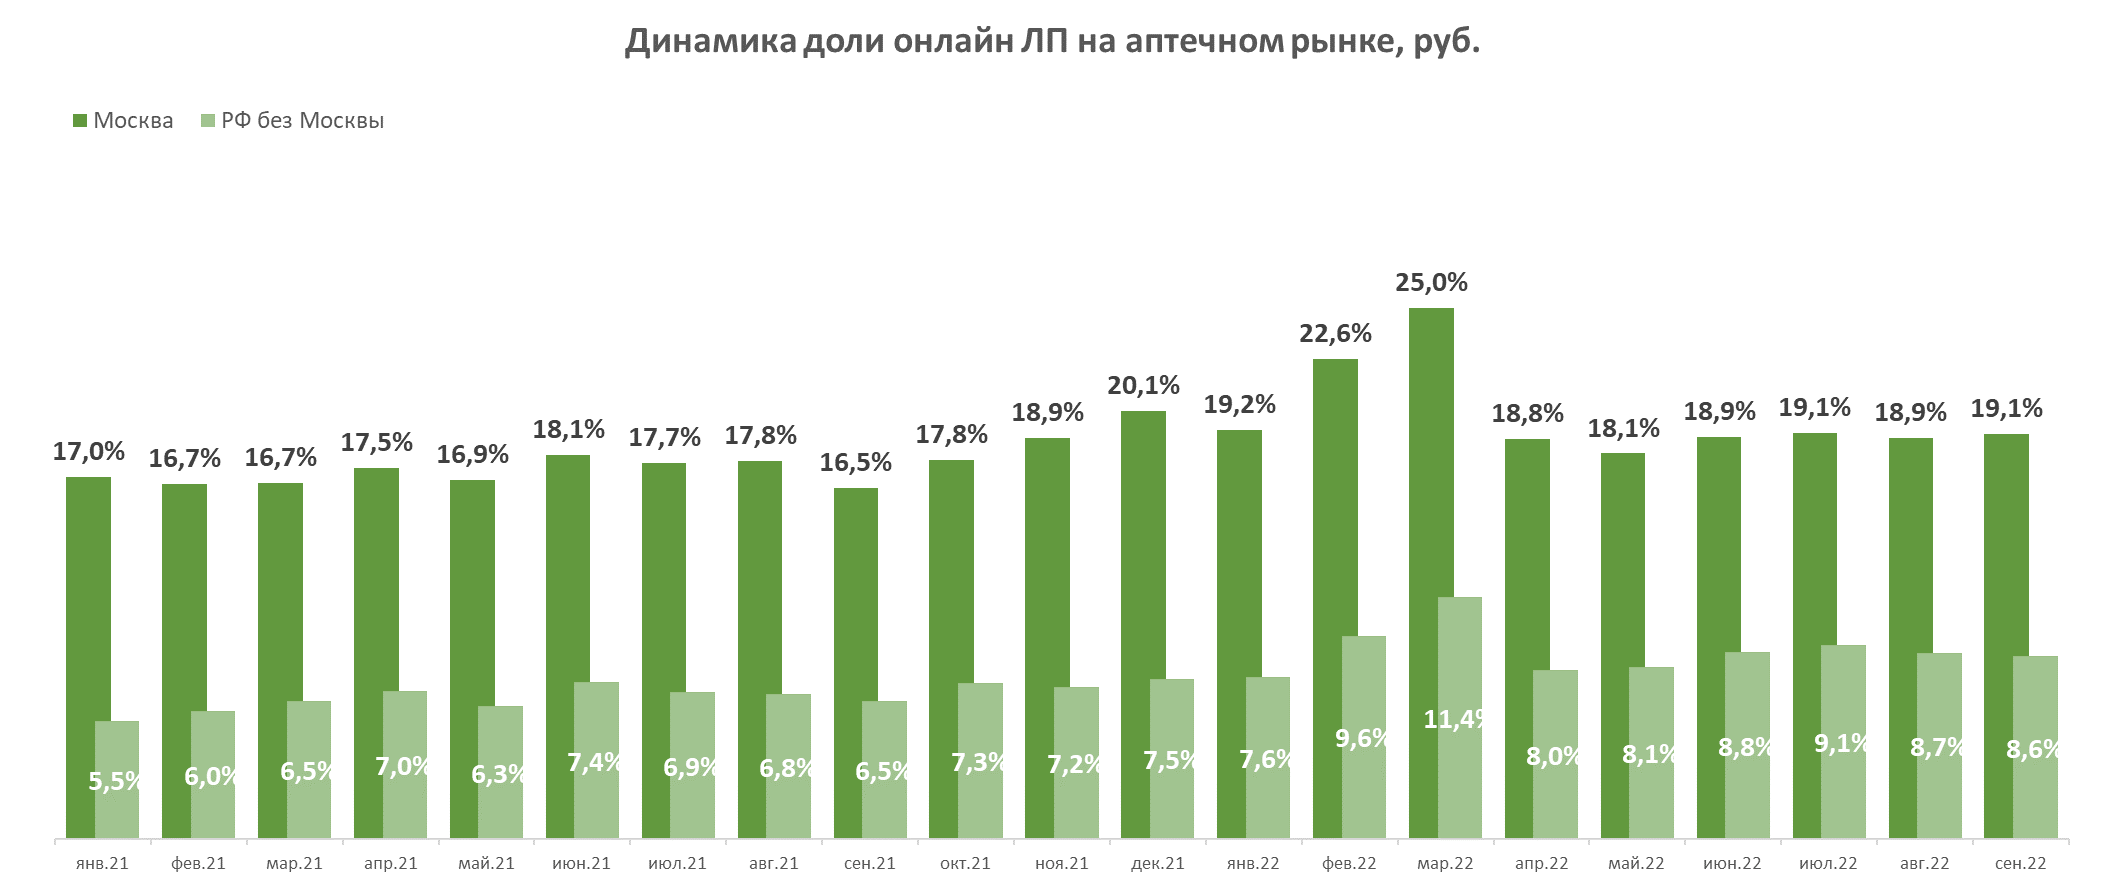 Динамика доли онлайн ЛП на аптечном рынке, руб.
Москва РФ без Москвы
17,0% 16,7% 16,7% 17,5% 16,9% 18,1% 17,7% 17,8% 16,5% 17,8% 18,9% 20,1% 19,2% 22,6% 25,0% 18,8% 18,1% 18,9% 19,1% 18,9% 19,1%
5,5% 6,0% 6,5% 7,0% 6,3% 7,4% 6,9% 6,8% 6,5% 7,3% 7,2% 7,5% 7,6% 9,6% 11,4% 8,0% 8,1% 8,8% 9,1% 8,7% 8,6%
янв.21 фев.21 мар.21 апр.21 май.21 июн.21 июл.21 авг.21 сен.21 окт.21 ноя.21 дек.21 янв.22 фев.22 мар.22 апр.22 май.22 июн.22 июл.22 авг.22 сен.22